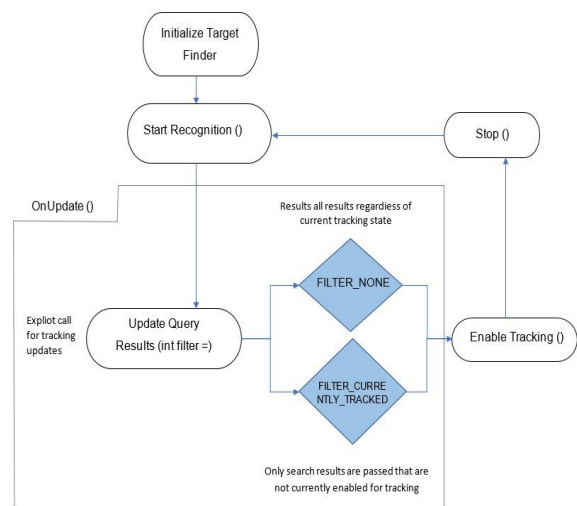 Initialize Target
Finder
Start Recognition ()
Stop ()
OnUpdate ()
Results all results regardless of
current tracking state
FILTER_NONE
Expliot call
for tracking
updates
Update Query
Results (int filter =)
Enable Tracking ()
FILTER_CURRE
NTLY_TRACKED
Only search results are passed that are
not currently enabled for tracking